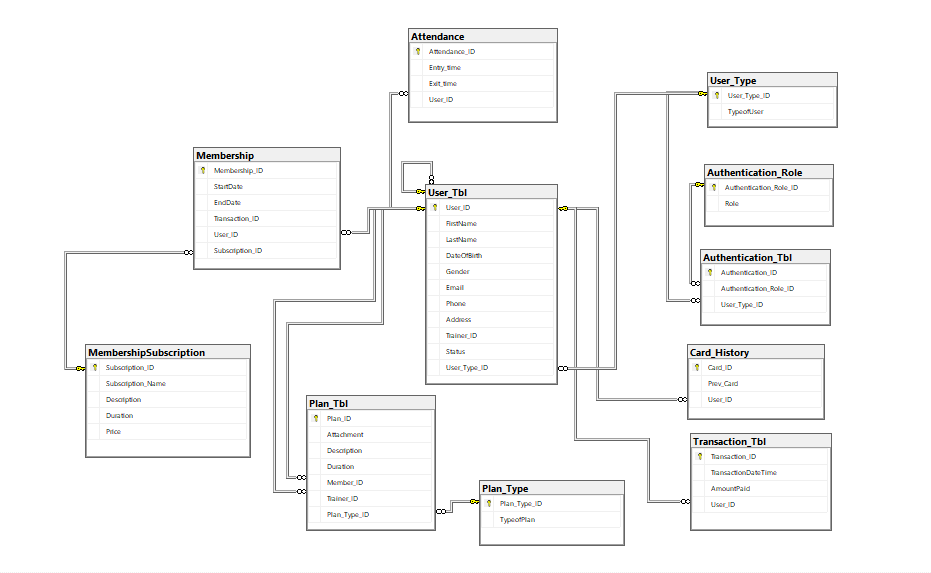 Attendance
Attendance_ID
Entry_time
Exit_time
User_ID
User_Type
User_Type_ID
TypeofUser
Membership
Membership_ID
StartDate
EndDate
Transaction_ID
User_ID
Subscription_ID
Authentication_Role
Authentication_Role_ID
Role
User_Tbl
User_ID
FirstName
LastName
DateOfBirth
Gender
Email
Phone
Address
Trainer_ID
Status
User_Type_ID
Authentication_Tbl
Authentication_ID
Authentication_Role_ID
User_Type_ID
MembershipSubscription
Subscription_ID
Subscription_Name
Description
Duration
Price
Card_History
Card_ID
Prev_Card
User_ID
Plan_Tbl
Plan_ID
Attachment
Description
Duration
Member_ID
Trainer_ID
Plan_Type_ID
Transaction_Tbl
Transaction_ID
TransactionDateTime
AmountPaid
User_ID
Plan_Type
Plan_Type_ID
TypeofPlan